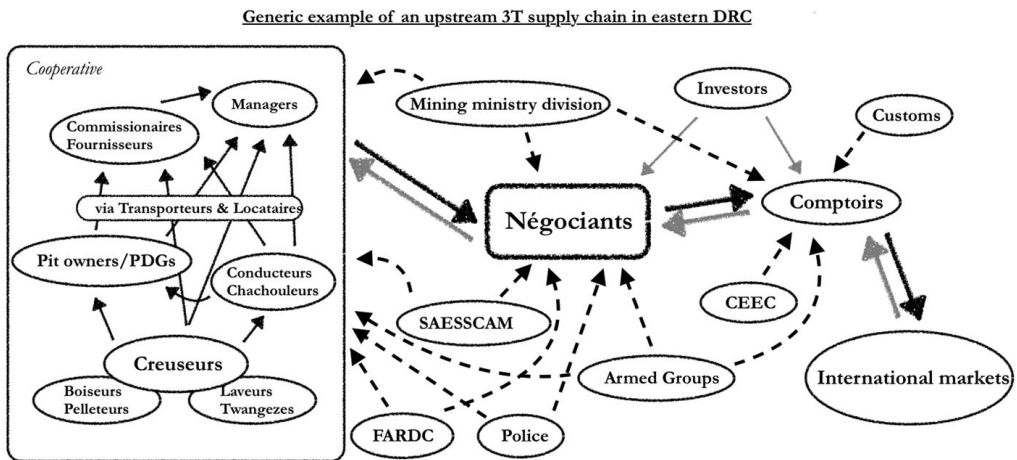 Generic example of an upstream 3T supply chain in eastern DRC
Cooperative
Managers
Commissionaires
Fournisseurs
via Transporteurs & Locataires
Pit owners/PDGs
Conducteurs
Chachouleurs
Creuseurs
Boiseurs
Pelleteurs
Laveurs
Twangezes
Mining ministry division
Investors
Customs
Négociants
Comptoirs
SAESSCAM
CEEC
Armed Groups
International markets
FARDC
Police